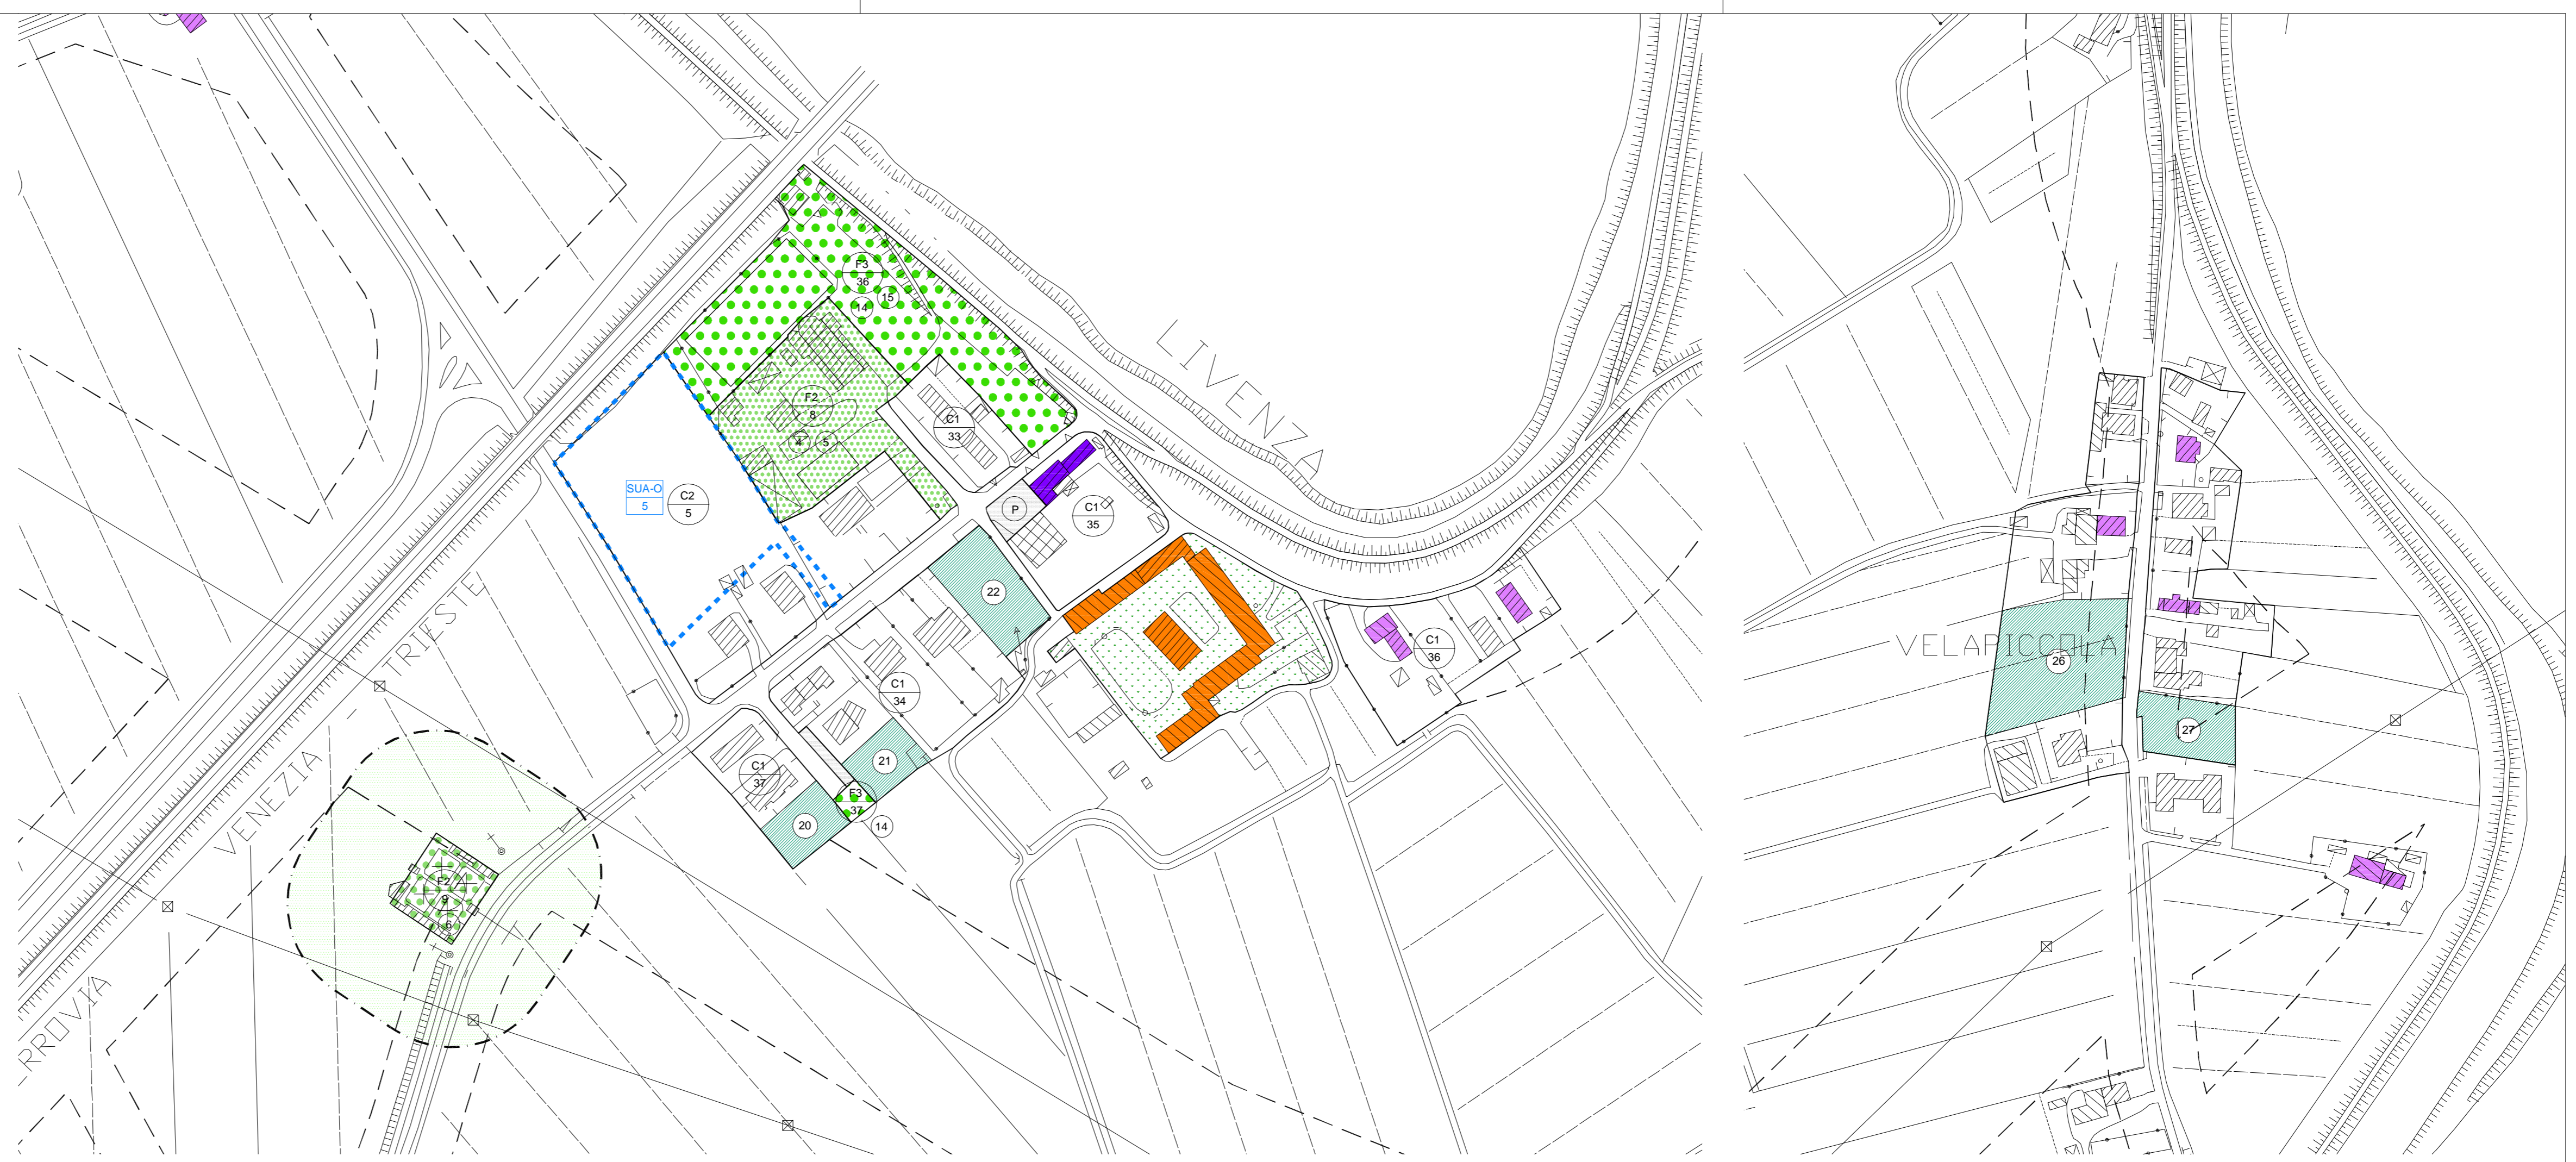 F3
36
15
14
F2
8
4
5
C1
33
LIVENZA
SUA-O
5
C2
5
P
C1
35
22
C1
36
C1
34
VELAPICCOLA
26
27
VENEZIA - TRIESTE
C1
37
21
F3
37
14
20
F2
9
6
RROVIA